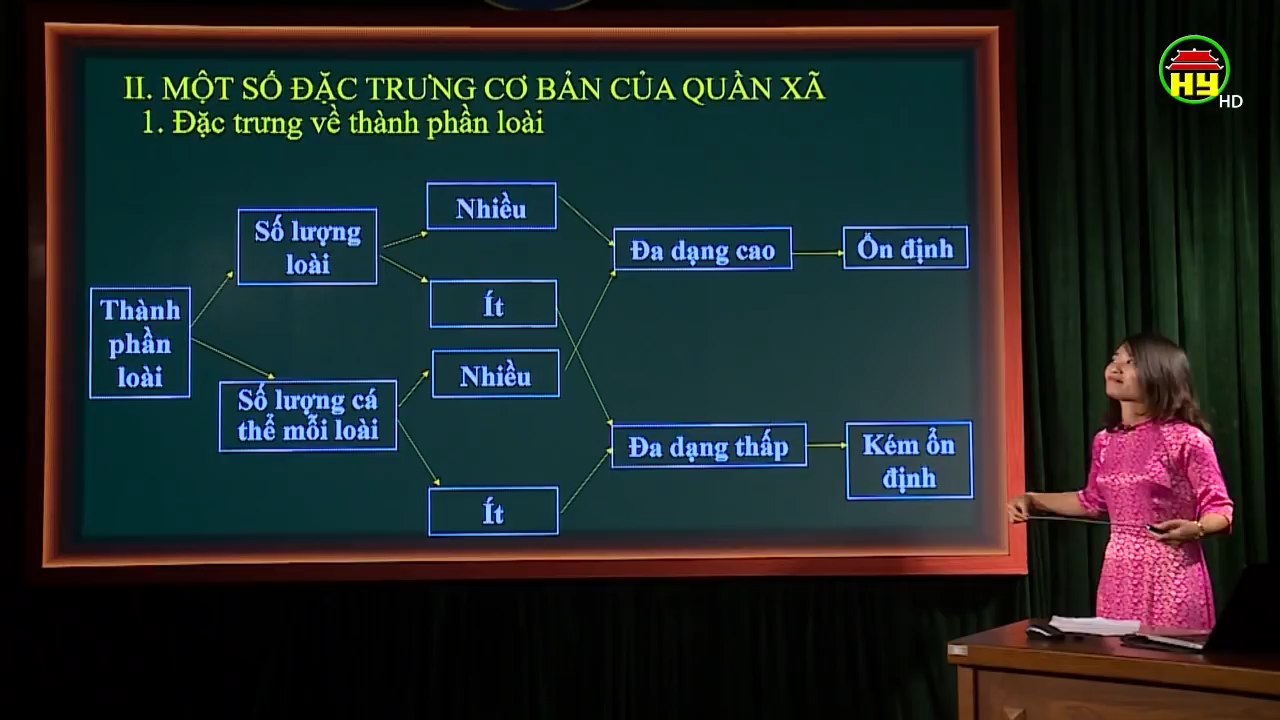 II. MỘT SỐ ĐẶC TRƯNG CƠ BẢN CỦA QUẦN XÃ
1. Đặc trưng về thành phần loài
Thành
phần
loài
Số lượng
loài
Số lượng cá
thể mỗi loài
Nhiều
Ít
Nhiều
Ít
Đa dạng cao
Đa dạng thấp
Ổn định
Kém ổn
định
HY
HD